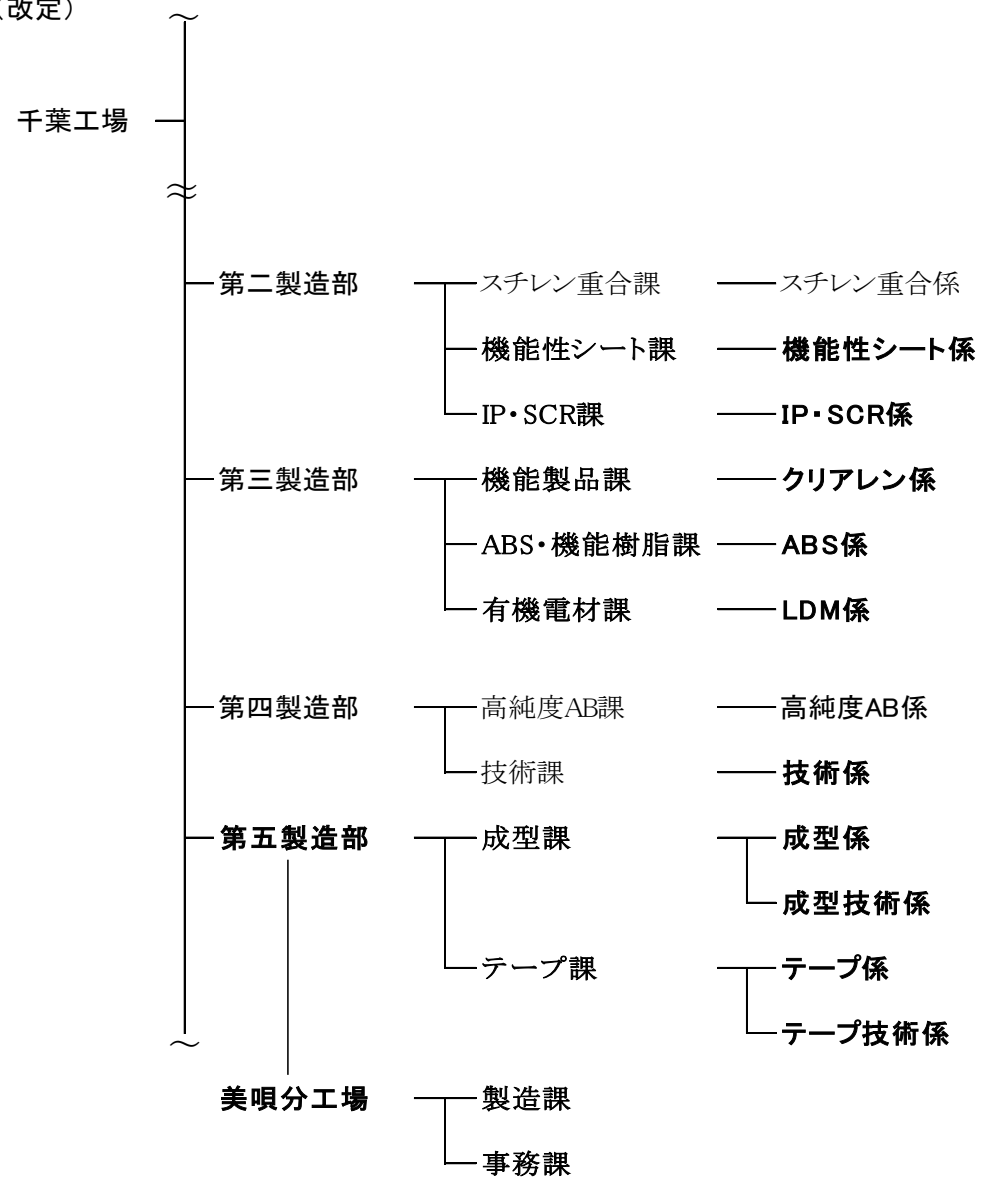 （改定）
千葉工場
第二製造部 スチレン重合課 スチレン重合係
機能性シート課 機能性シート係
IP・SCR課 IP・SCR係
第三製造部 機能製品課 クリアレン係
ABS・機能樹脂課 ABS係
有機電材課 LDM係
第四製造部 高純度AB課 高純度AB係
技術課 技術係
第五製造部 成型課 成型係
成型技術係
テープ課 テープ係
テープ技術係
美唄分工場 製造課
事務課